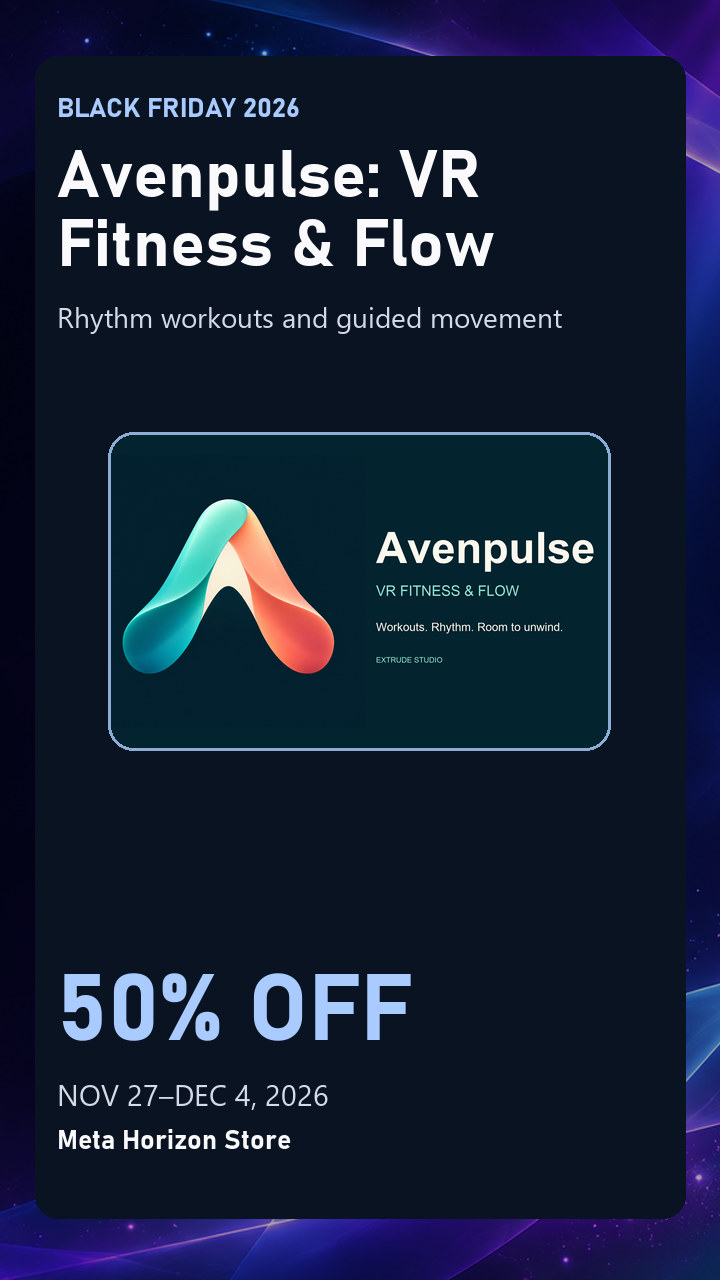 BLACK FRIDAY 2026
Avenpulse: VR
Fitness & Flow
Rhythm workouts and guided movement
Avenpulse
VR FITNESS & FLOW
Workouts. Rhythm. Room to unwind.
EXTRUDE STUDIO
50% OFF
NOV 27–DEC 4, 2026
Meta Horizon Store